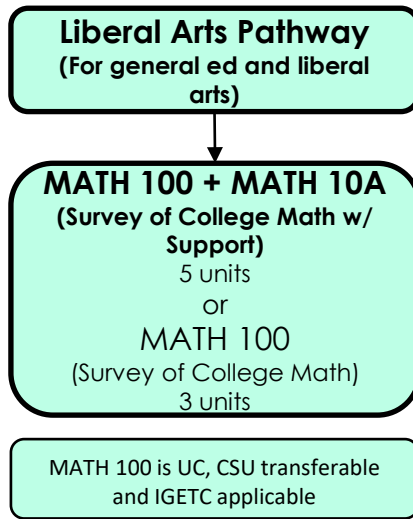 Liberal Arts Pathway
(For general ed and liberal
arts)
MATH 100 + MATH 10A
(Survey of College Math w/
Support)
5 units
or
MATH 100
(Survey of College Math)
3 units
MATH 100 is UC, CSU transferable
and IGETC applicable